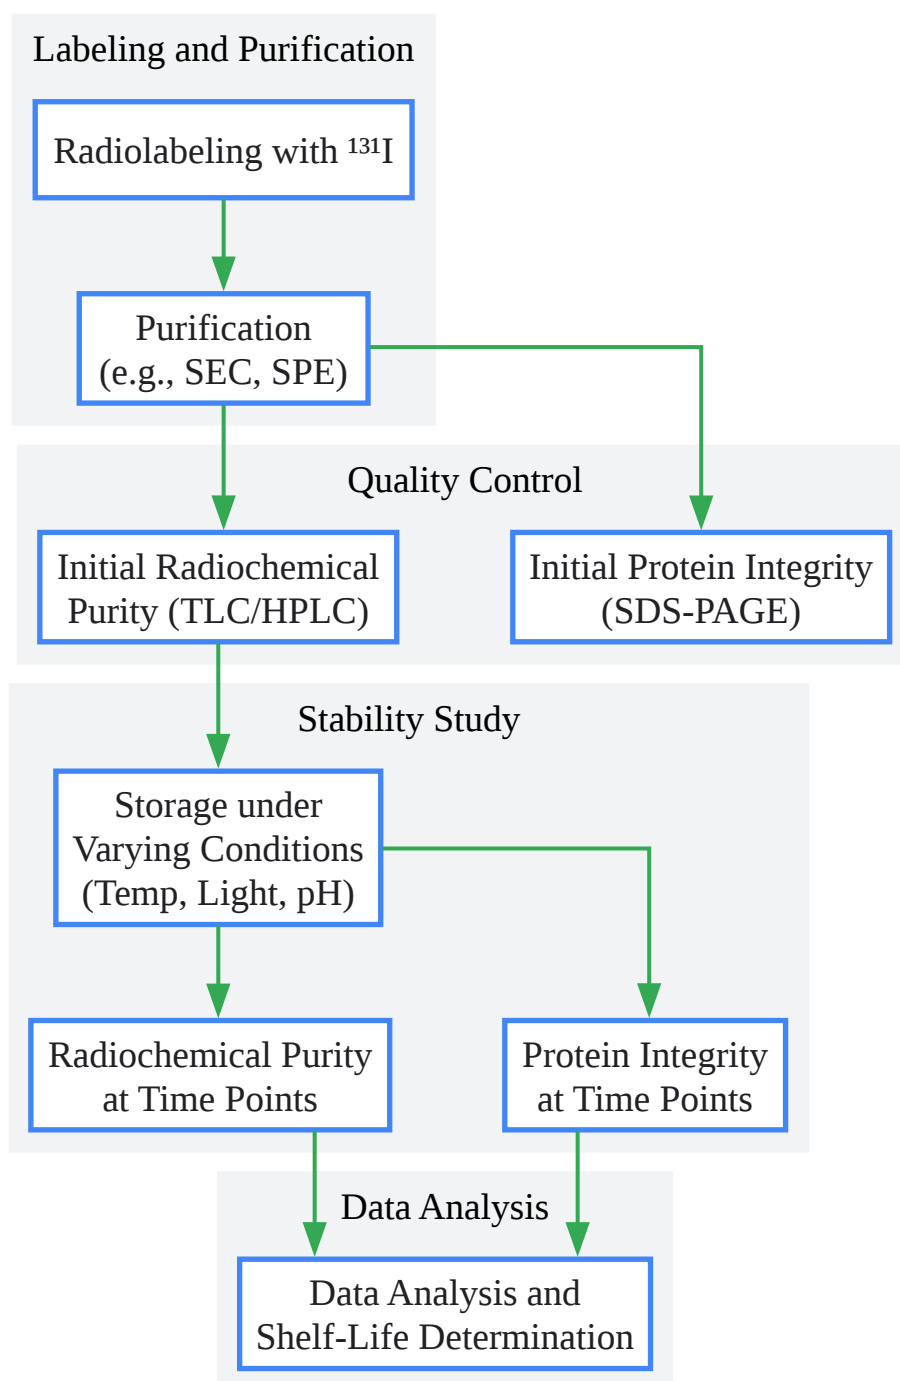 Labeling and Purification
Radiolabeling with ¹³¹I
Purification
(e.g., SEC, SPE)
Quality Control
Initial Radiochemical
Purity (TLC/HPLC)
Initial Protein Integrity
(SDS-PAGE)
Stability Study
Storage under
Varying Conditions
(Temp, Light, pH)
Radiochemical Purity
at Time Points
Protein Integrity
at Time Points
Data Analysis
Data Analysis and
Shelf-Life Determination